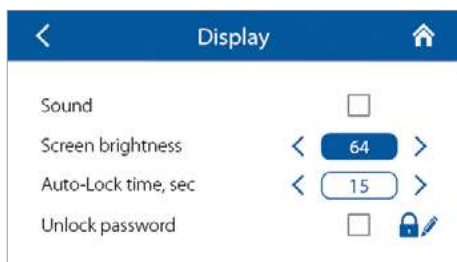 Display
Sound
Screen brightness 64
Auto-Lock time, sec 15
Unlock password